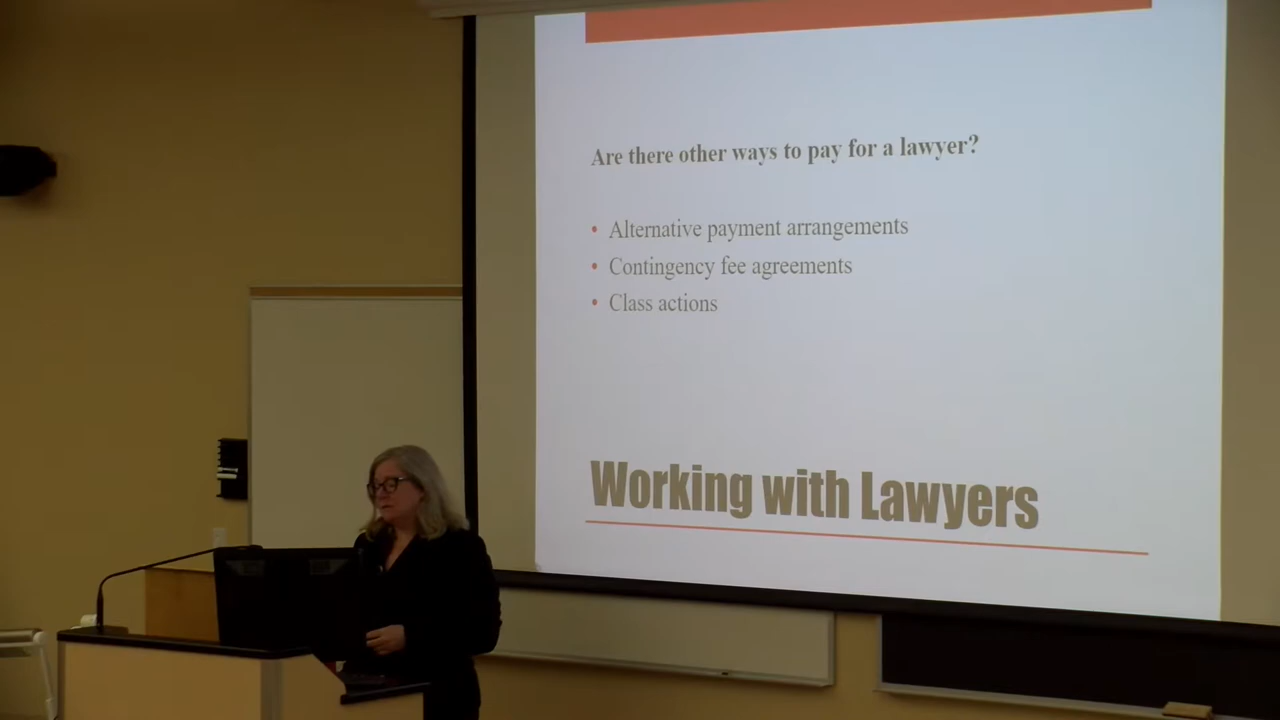 Are there other ways to pay for a lawyer?
• Alternative payment arrangements
• Contingency fee agreements
• Class actions
Working with Lawyers